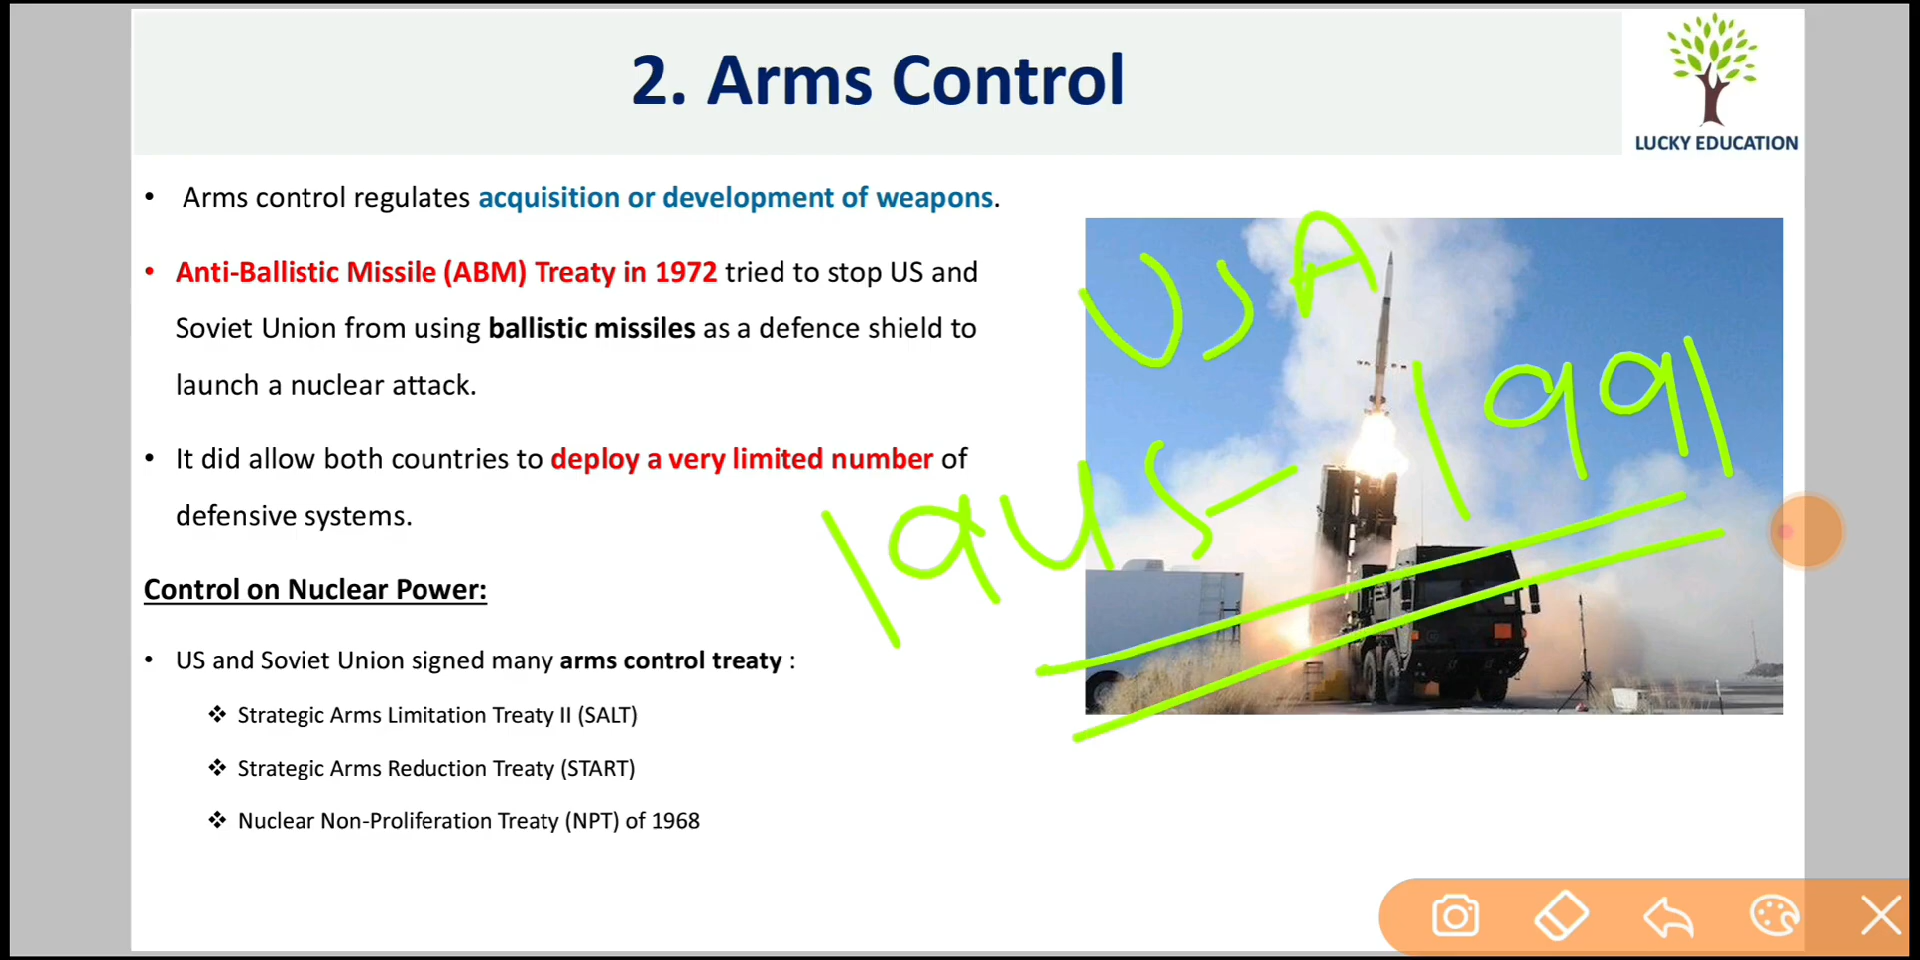 2. Arms Control
LUCKY EDUCATION
• Arms control regulates acquisition or development of weapons.
• Anti-Ballistic Missile (ABM) Treaty in 1972 tried to stop US and
Soviet Union from using ballistic missiles as a defence shield to
launch a nuclear attack.
• It did allow both countries to deploy a very limited number of
defensive systems.
USA
1945-1991
Control on Nuclear Power:
• US and Soviet Union signed many arms control treaty :
❖ Strategic Arms Limitation Treaty II (SALT)
❖ Strategic Arms Reduction Treaty (START)
❖ Nuclear Non-Proliferation Treaty (NPT) of 1968